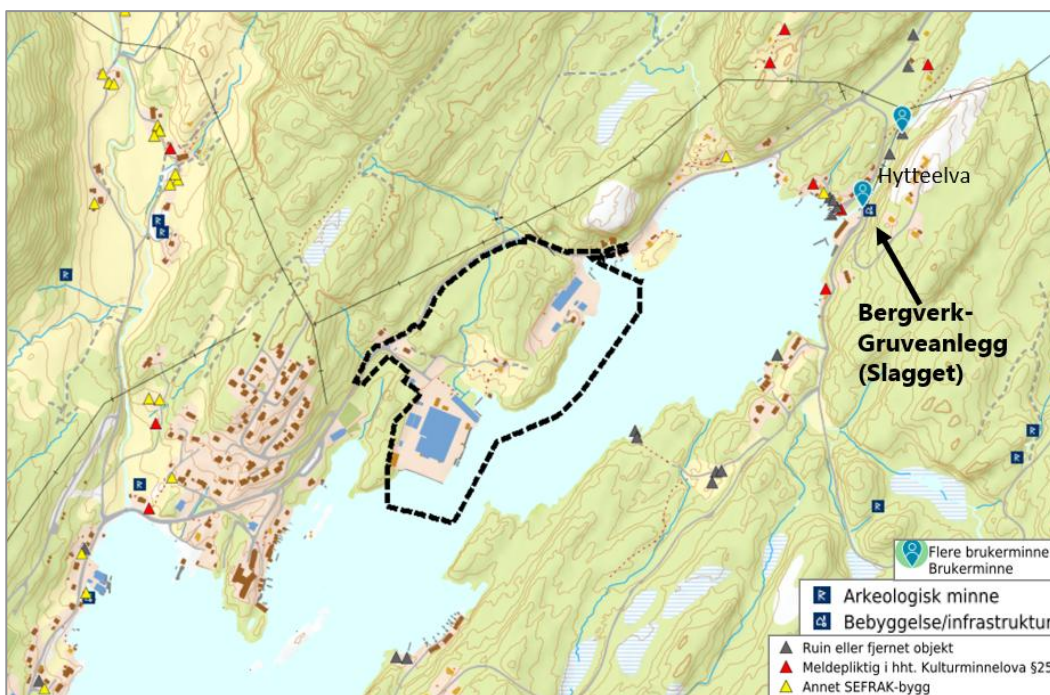 Hytteelva
Bergverk-
Gruveanlegg
(Slagget)
Flere brukerminne
Brukerminne
Arkeologisk minne
Bebyggelse/infrastruktur
Ruin eller fjernet objekt
Meldepliktig i hht. Kulturminnelova §25
Annet SEFRAK-bygg